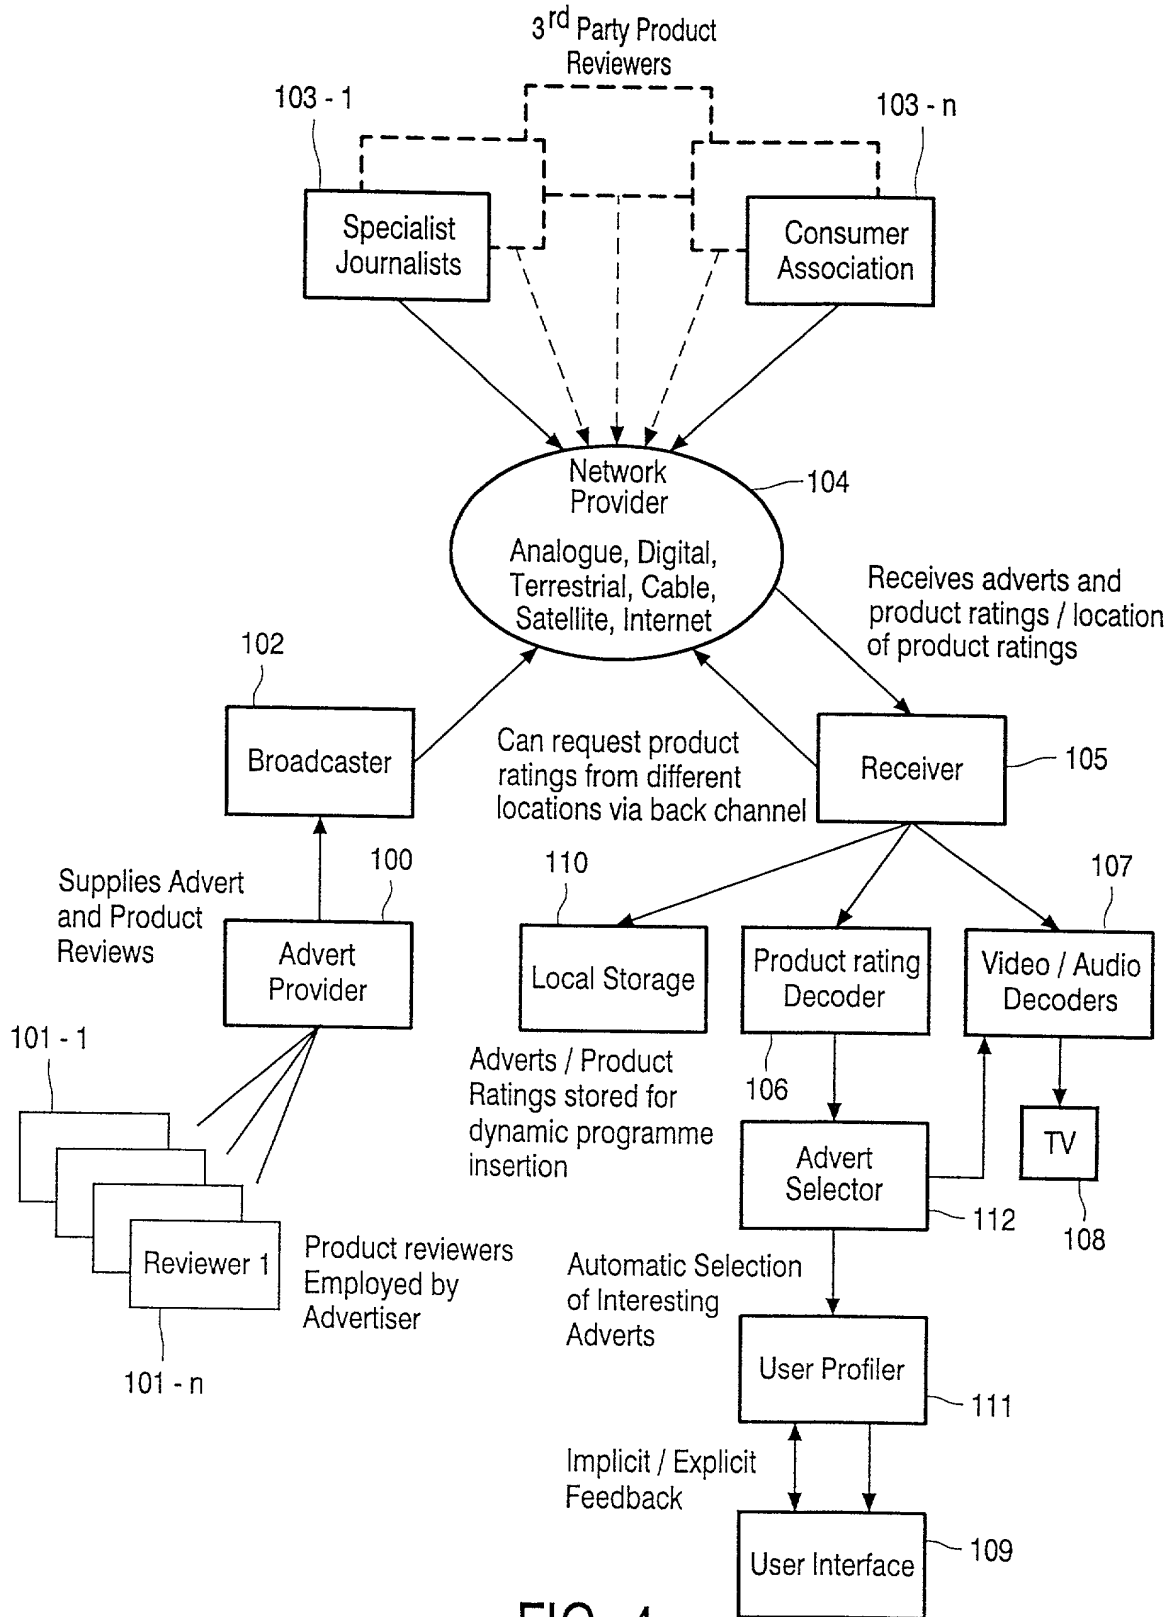 3rd Party Product
Reviewers
103 - 1
103 - n
Specialist
Journalists
Consumer
Association
Network
Provider
104
Analogue, Digital,
Terrestrial, Cable,
Satellite, Internet
Receives adverts and
product ratings / location
of product ratings
102
Broadcaster
Can request product
ratings from different
locations via back channel
Receiver
105
Supplies Advert
and Product
Reviews
100
Advert
Provider
110
Local Storage
Product rating
Decoder
107
Video / Audio
Decoders
101 - 1
Adverts / Product
Ratings stored for
dynamic programme
insertion
106
Advert
Selector
112
TV
108
Reviewer 1
Product reviewers
Employed by
Advertiser
101 - n
Automatic Selection
of Interesting
Adverts
User Profiler
111
Implicit / Explicit
Feedback
User Interface
109